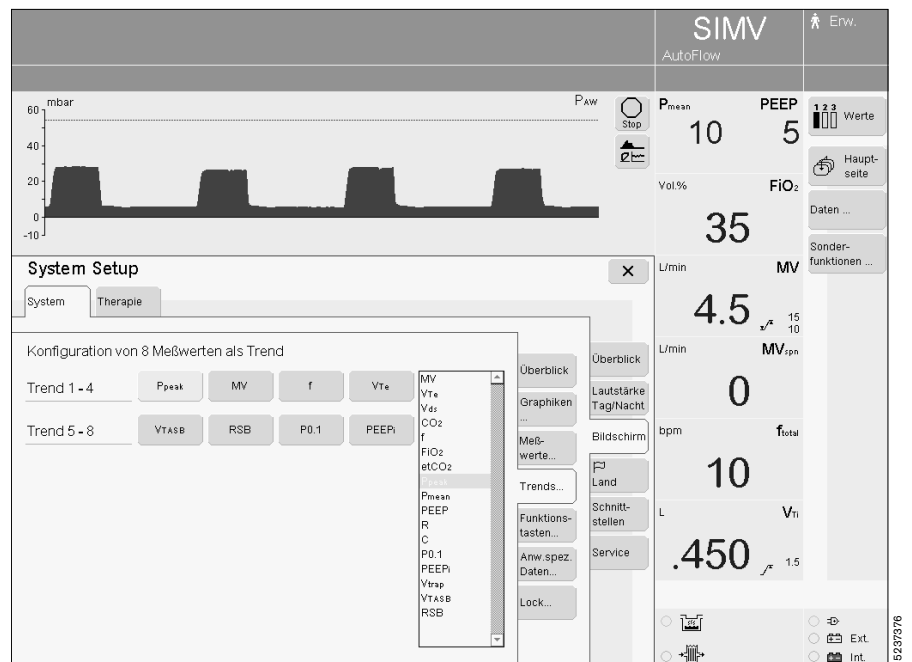 SIMV
AutoFlow
Erw.
mbar
PAW
60
40
20
0
-10
Stop
Pmean PEEP
10 5
Vol.% FiO2
35
L/min MV
4.5
15
10
L/min MVspn
0
bpm ftotal
10
L VTi
.450
1.5
1 2 3
Werte
Haupt-
seite
Daten ...
Sonder-
funktionen ...
System Setup
System Therapie
Konfiguration von 8 Meßwerten als Trend
Trend 1 - 4 Ppeak MV f VTe
Trend 5 - 8 VTASB RSB P0.1 PEEPi
MV
VTe
Vds
CO2
f
FiO2
etCO2
Ppeak
Pmean
PEEP
R
C
P0.1
PEEPi
Vtrap
VTASB
RSB
Überblick
Graphiken
...
Meß-
werte...
Trends...
Funktions-
tasten...
Anw.spez.
Daten...
Lock...
Überblick
Lautstärke
Tag/Nacht
Bildschirm
Land
Schnitt-
stellen
Service
Ext.
Int.
5237376